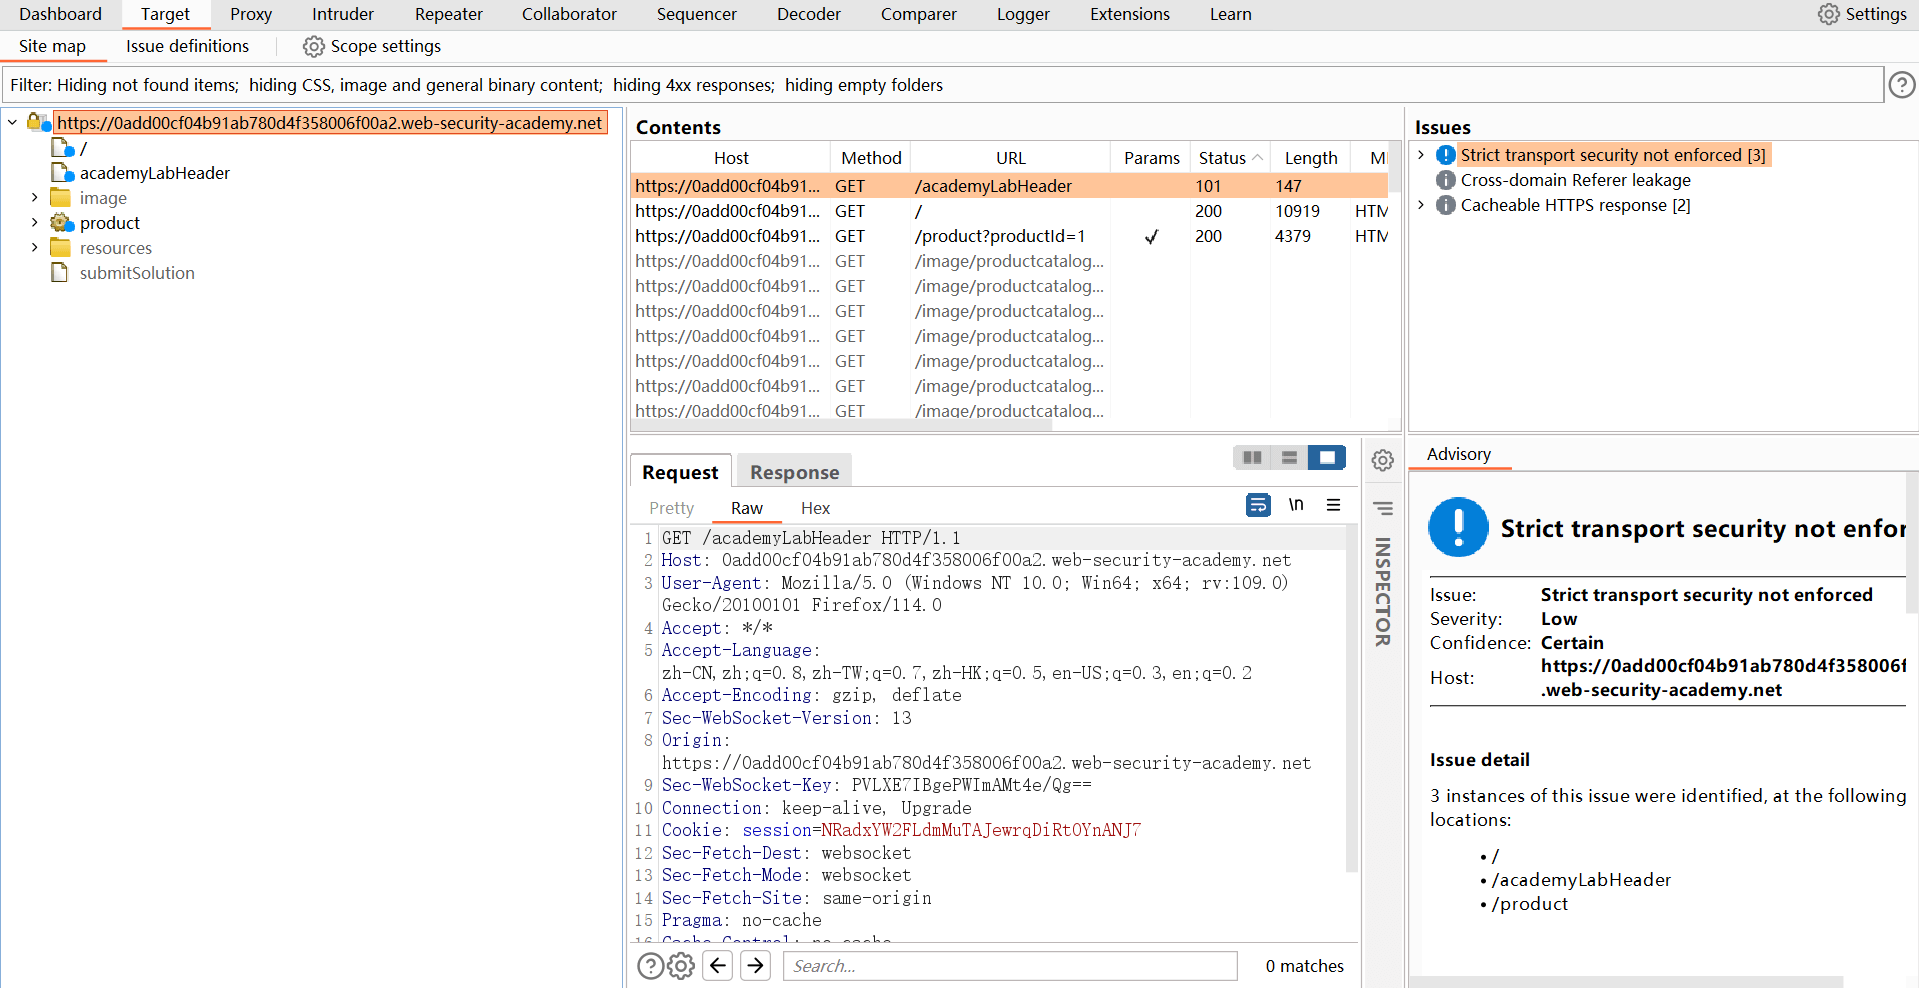 Dashboard Target Proxy Intruder Repeater Collaborator Sequencer Decoder Comparer Logger Extensions Learn Settings
Site map Issue definitions Scope settings
Filter: Hiding not found items; hiding CSS, image and general binary content; hiding 4xx responses; hiding empty folders
https://0add00cf04b91ab780d4f358006f00a2.web-security-academy.net
/
academyLabHeader
image
product
resources
submitSolution
Contents
Host Method URL Params Status Length MI
https://0add00cf04b91... GET /academyLabHeader 101 147
https://0add00cf04b91... GET / 200 10919 HTM
https://0add00cf04b91... GET /product?productId=1 ✓ 200 4379 HTM
https://0add00cf04b91... GET /image/productcatalog...
https://0add00cf04b91... GET /image/productcatalog...
https://0add00cf04b91... GET /image/productcatalog...
https://0add00cf04b91... GET /image/productcatalog...
https://0add00cf04b91... GET /image/productcatalog...
https://0add00cf04b91... GET /image/productcatalog...
https://0add00cf04b91... GET /image/productcatalog...
Request Response
Pretty Raw Hex \n
1 GET /academyLabHeader HTTP/1.1
2 Host: 0add00cf04b91ab780d4f358006f00a2.web-security-academy.net
3 User-Agent: Mozilla/5.0 (Windows NT 10.0; Win64; x64; rv:109.0)
Gecko/20100101 Firefox/114.0
4 Accept: */*
5 Accept-Language:
zh-CN,zh;q=0.8,zh-TW;q=0.7,zh-HK;q=0.5,en-US;q=0.3,en;q=0.2
6 Accept-Encoding: gzip, deflate
7 Sec-WebSocket-Version: 13
8 Origin:
https://0add00cf04b91ab780d4f358006f00a2.web-security-academy.net
9 Sec-WebSocket-Key: PVLXE7IBgePWImAMt4e/Qg==
10 Connection: keep-alive, Upgrade
11 Cookie: session=NRadxYW2FLdmMuTAJewrqDiRtOYnANJ7
12 Sec-Fetch-Dest: websocket
13 Sec-Fetch-Mode: websocket
14 Sec-Fetch-Site: same-origin
15 Pragma: no-cache
16 Cache-Control: no-cache
Search... 0 matches
INSPECTOR
Issues
Strict transport security not enforced [3]
Cross-domain Referer leakage
Cacheable HTTPS response [2]
Advisory
Strict transport security not enfor
Issue: Strict transport security not enforced
Severity: Low
Confidence: Certain
Host: https://0add00cf04b91ab780d4f358006f
.web-security-academy.net
Issue detail
3 instances of this issue were identified, at the following
locations:
• /
• /academyLabHeader
• /product